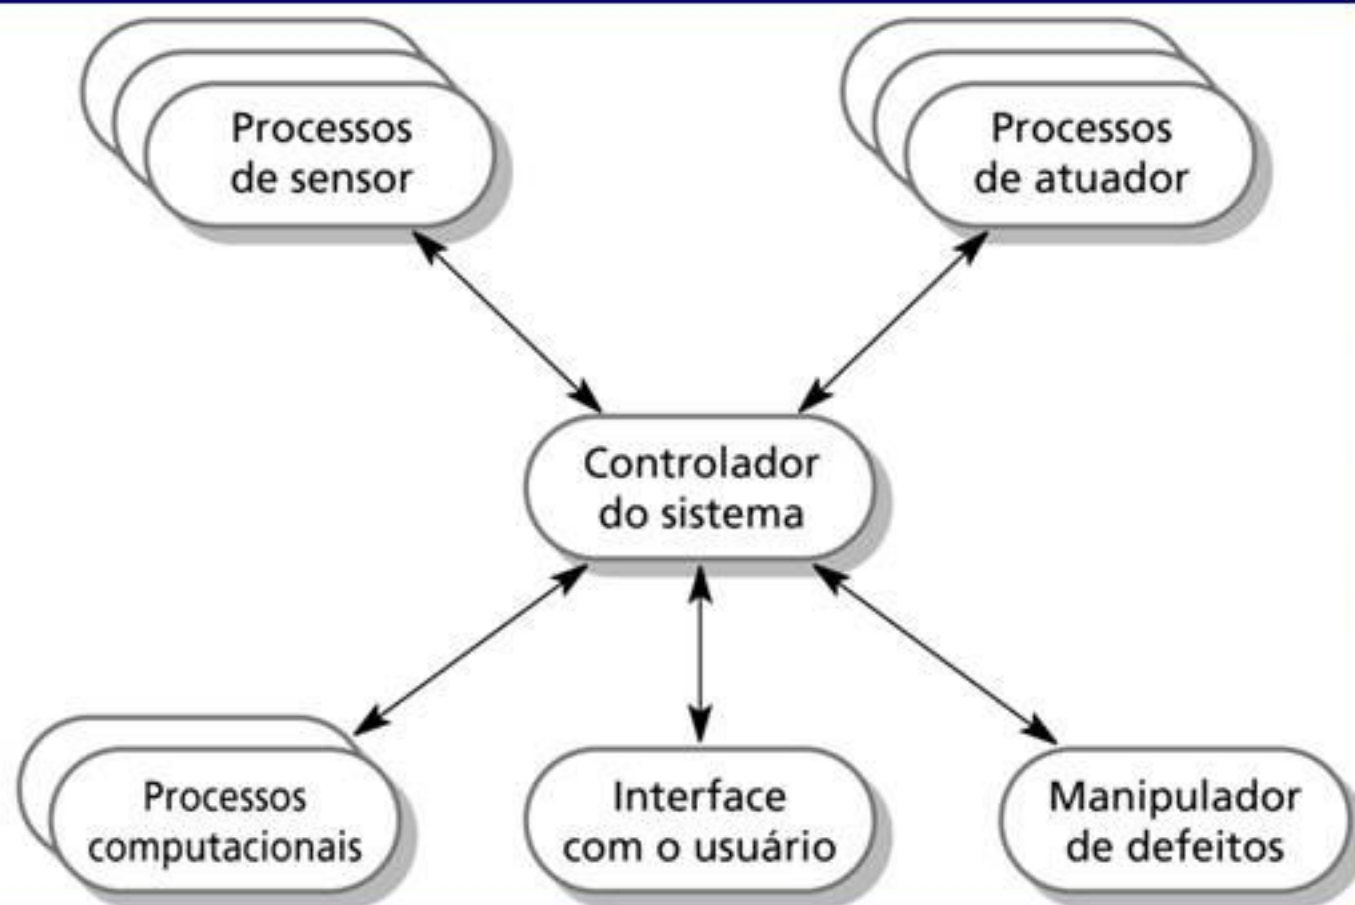 Processos
de sensor
Processos
de atuador
Controlador
do sistema
Processos
computacionais
Interface
com o usuário
Manipulador
de defeitos